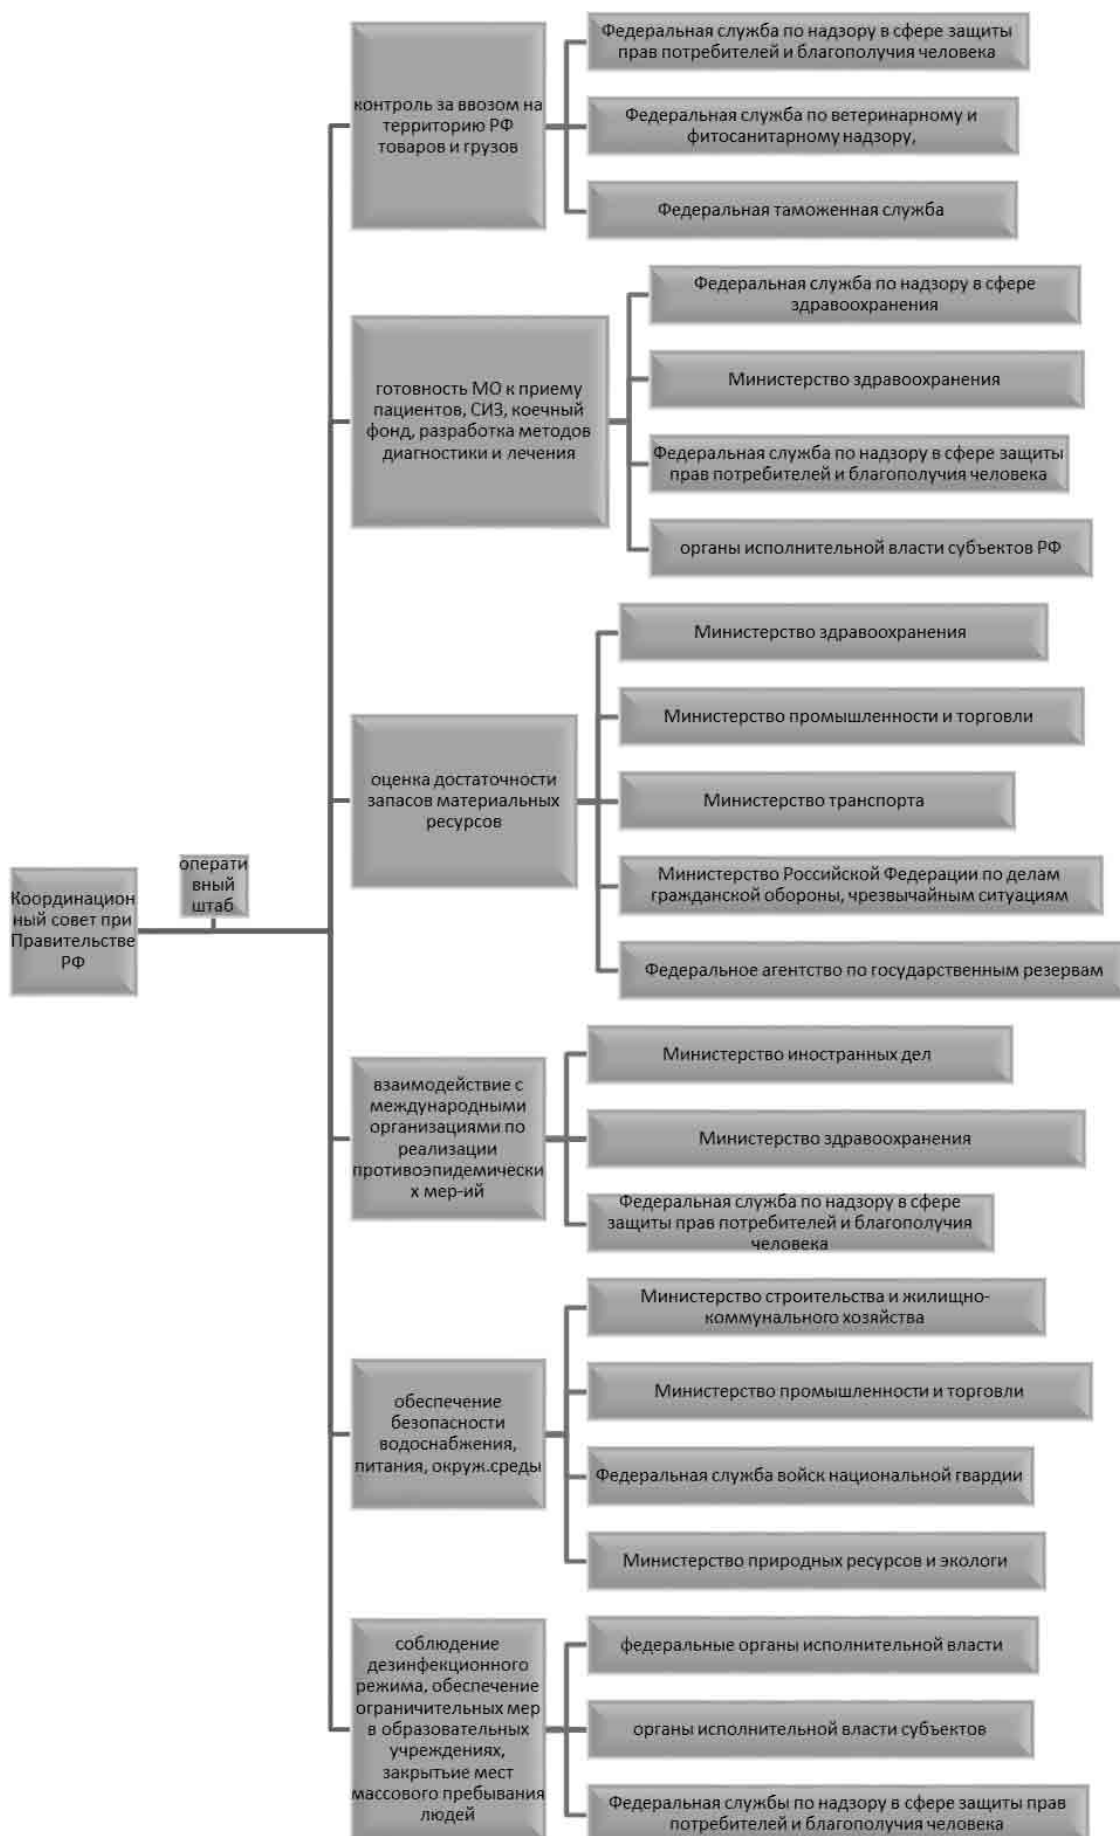 Координацион
ный совет при
Правительстве
РФ
операти
вный
штаб
контроль за ввозом на
территорию РФ
товаров и грузов
Федеральная служба по надзору в сфере защиты
прав потребителей и благополучия человека
Федеральная служба по ветеринарному и
фитосанитарному надзору,
Федеральная таможенная служба
готовность МО к приему
пациентов, СИЗ, коечный
фонд, разработка методов
диагностики и лечения
Федеральная служба по надзору в сфере
здравоохранения
Министерство здравоохранения
Федеральная служба по надзору в сфере защиты
прав потребителей и благополучия человека
органы исполнительной власти субъектов РФ
оценка достаточности
запасов материальных
ресурсов
Министерство здравоохранения
Министерство промышленности и торговли
Министерство транспорта
Министерство Российской Федерации по делам
гражданской обороны, чрезвычайным ситуациям
Федеральное агентство по государственным резервам
взаимодействие с
международными
организациями по
реализации
противоэпидемически
х мер-ий
Министерство иностранных дел
Министерство здравоохранения
Федеральная служба по надзору в сфере
защиты прав потребителей и благополучия
человека
обеспечение
безопасности
водоснабжения,
питания, окруж.среды
Министерство строительства и жилищно-
коммунального хозяйства
Министерство промышленности и торговли
Федеральная служба войск национальной гвардии
Министерство природных ресурсов и экологи
соблюдение
дезинфекционного
режима, обеспечение
ограничительных мер
в образовательных
учреждениях,
закрытьие мест
массового пребывания
людей
федеральные органы исполнительной власти
органы исполнительной власти субъектов
Федеральная службы по надзору в сфере защиты прав
потребителей и благополучия человека